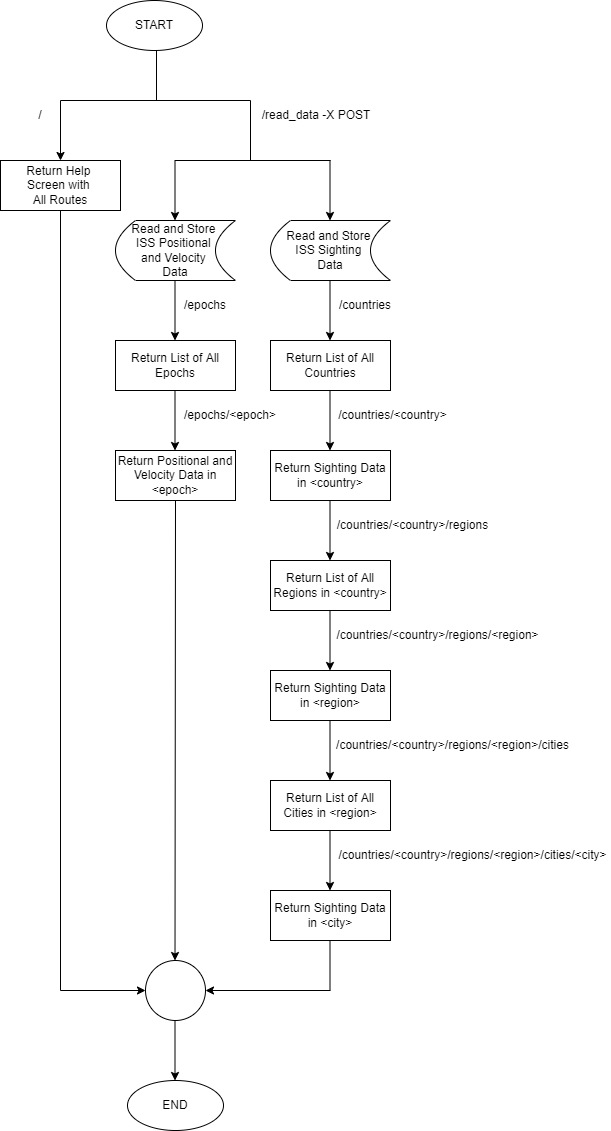 START
/
/read_data -X POST
Return Help
Screen with
All Routes
Read and Store
ISS Positional
and Velocity
Data
Read and Store
ISS Sighting
Data
/epochs
/countries
Return List of All
Epochs
Return List of All
Countries
/epochs/<epoch>
/countries/<country>
Return Positional and
Velocity Data in
<epoch>
Return Sighting Data
in <country>
/countries/<country>/regions
Return List of All
Regions in <country>
/countries/<country>/regions/<region>
Return Sighting Data
in <region>
/countries/<country>/regions/<region>/cities
Return List of All
Cities in <region>
/countries/<country>/regions/<region>/cities/<city>
Return Sighting Data
in <city>
END